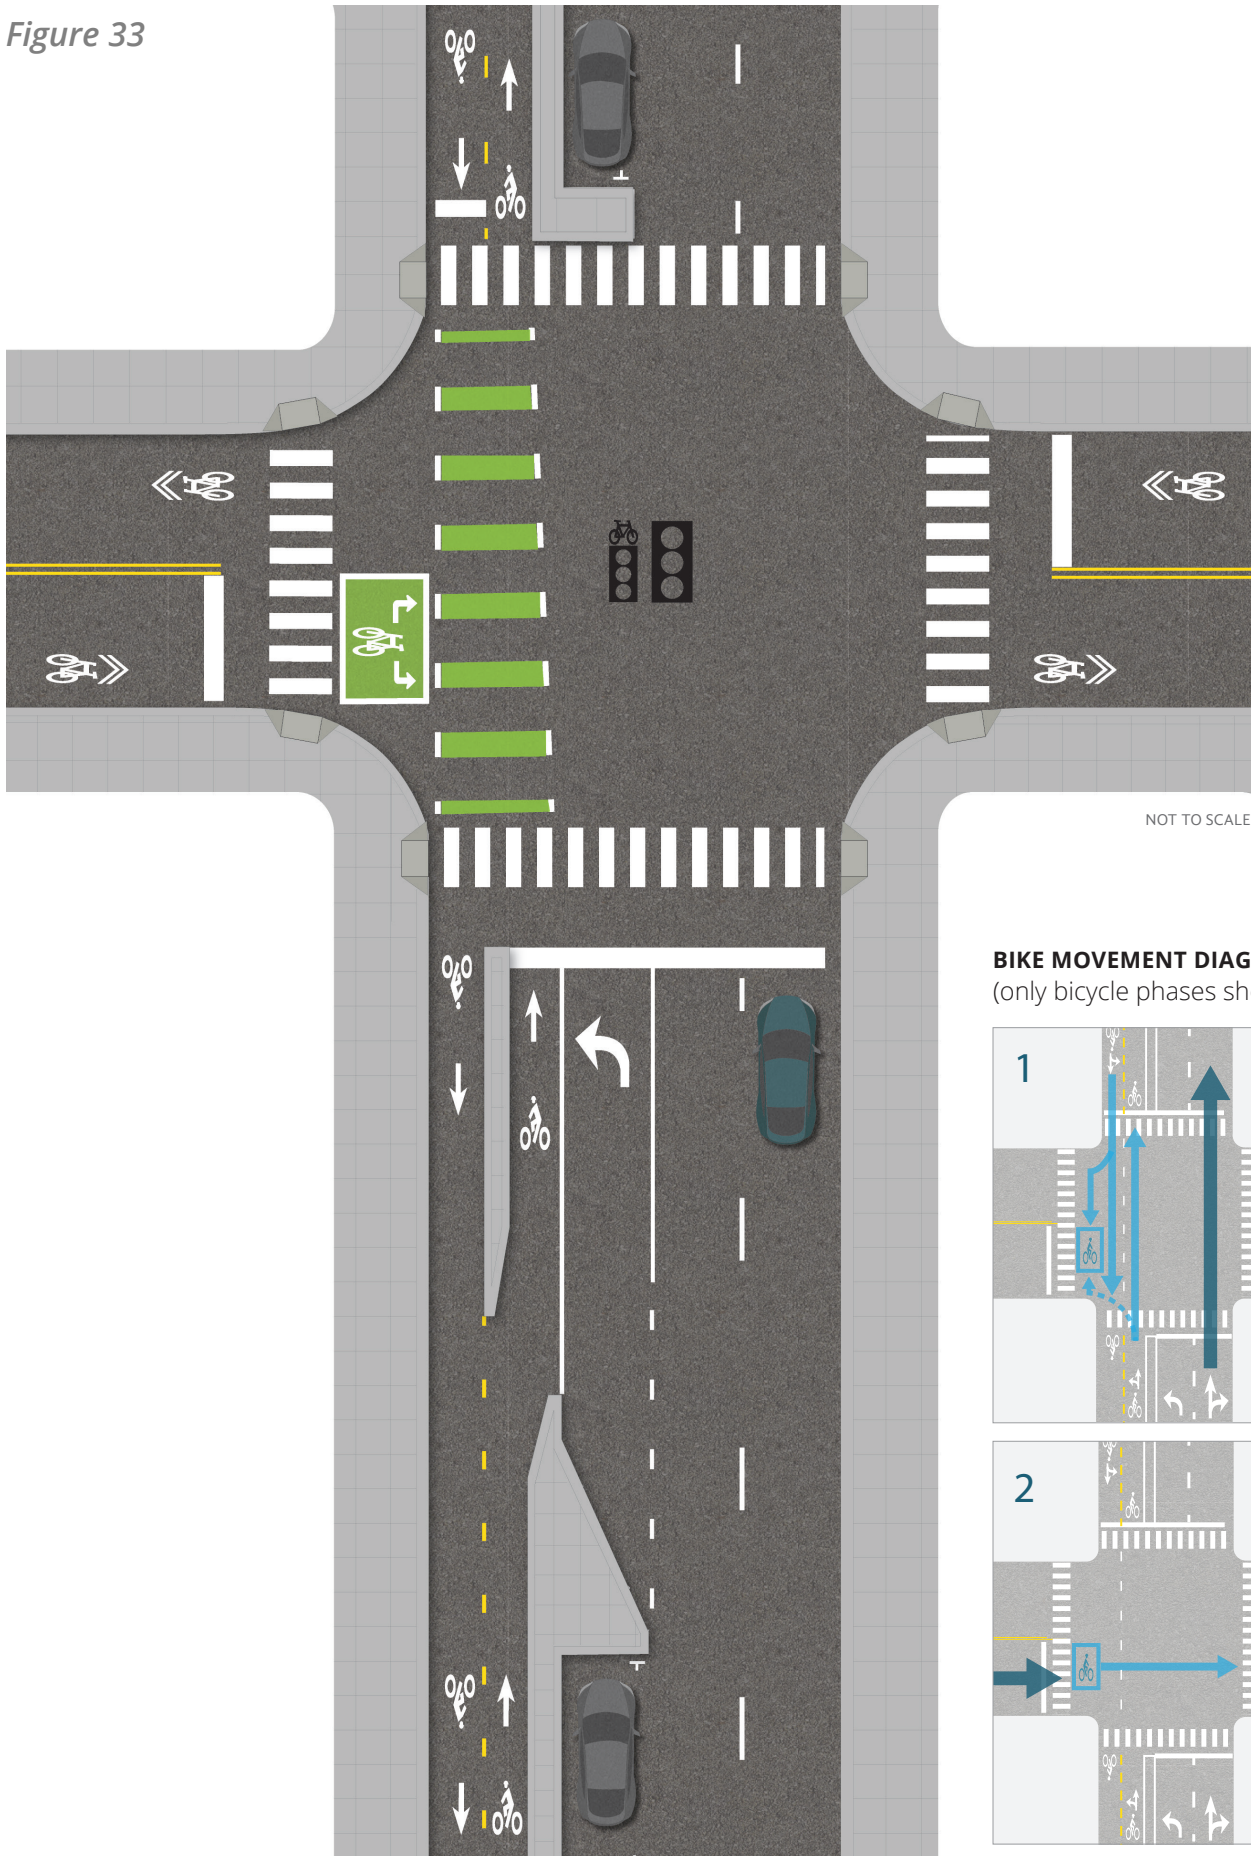 Figure 33
NOT TO SCALE
BIKE MOVEMENT DIAG
(only bicycle phases sh
1
2